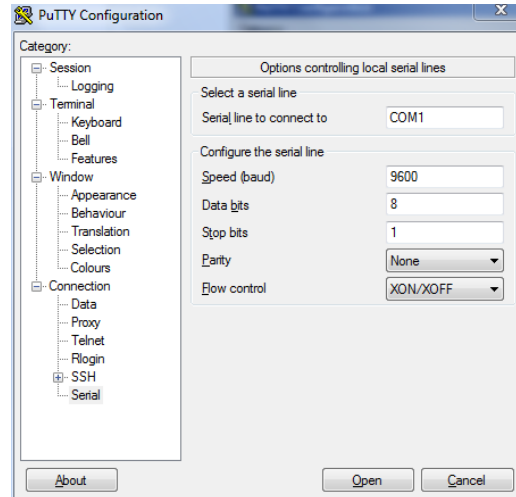 PuTTY Configuration
Category:
Session
Logging
Terminal
Keyboard
Bell
Features
Window
Appearance
Behaviour
Translation
Selection
Colours
Connection
Data
Proxy
Telnet
Rlogin
SSH
Serial
Options controlling local serial lines
Select a serial line
Serial line to connect to COM1
Configure the serial line
Speed (baud) 9600
Data bits 8
Stop bits 1
Parity None
Flow control XON/XOFF
About Open Cancel